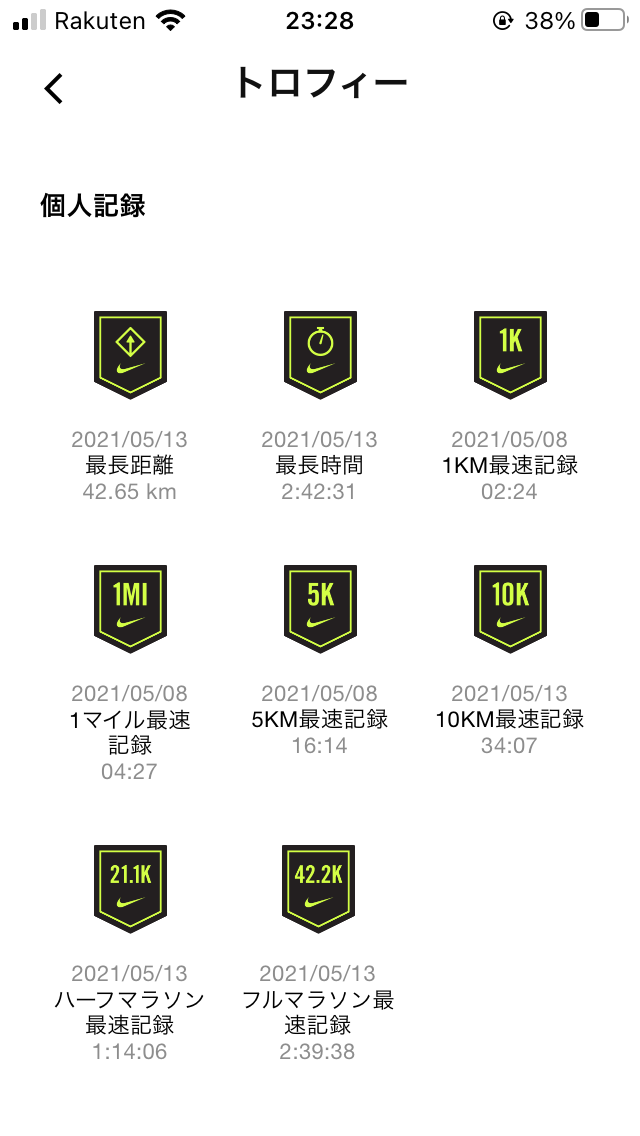 Rakuten 23:28 38%
トロフィー
個人記録
1K
2021/05/13 2021/05/13 2021/05/08
最長距離 最長時間 1KM最速記録
42.65 km 2:42:31 02:24
1MI 5K 10K
2021/05/08 2021/05/08 2021/05/13
1マイル最速 5KM最速記録 10KM最速記録
記録 16:14 34:07
04:27
21.1K 42.2K
2021/05/13 2021/05/13
ハーフマラソン フルマラソン最
最速記録 速記録
1:14:06 2:39:38